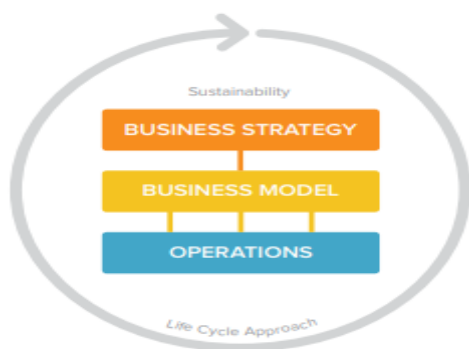 Sustainability
BUSINESS STRATEGY
BUSINESS MODEL
OPERATIONS
Life Cycle Approach